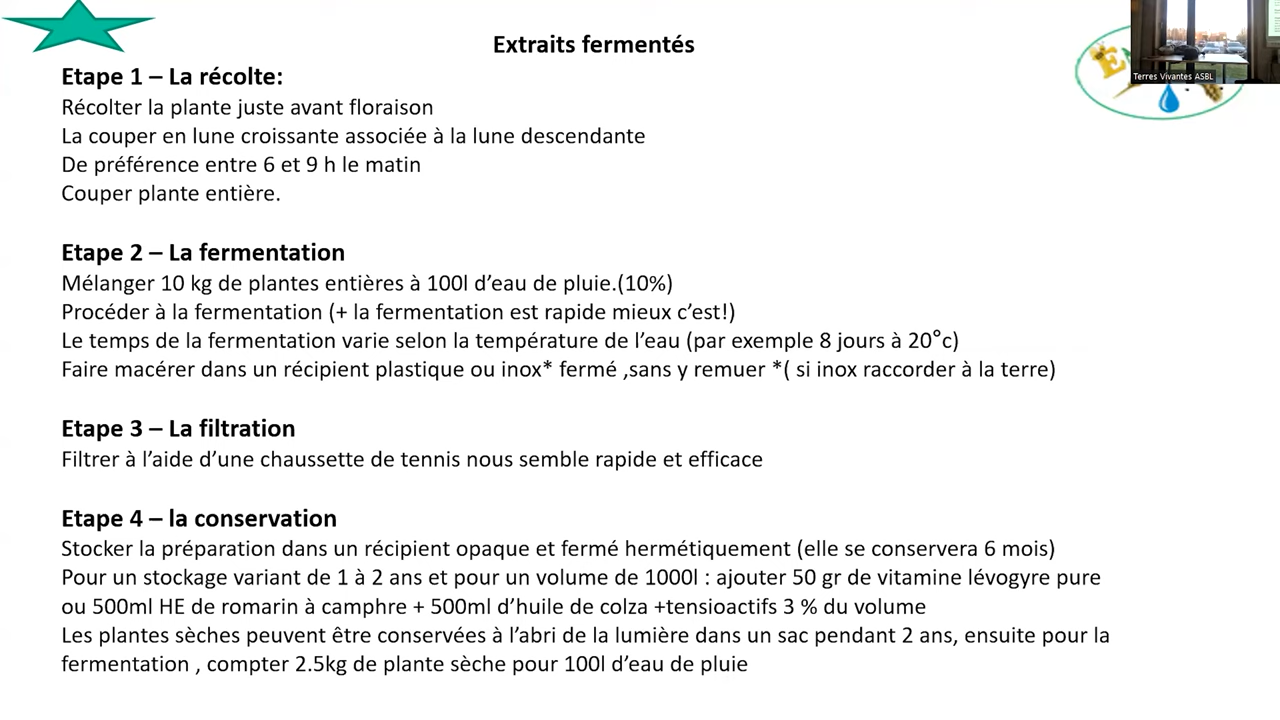 Extraits fermentés
Etape 1 – La récolte:
Récolter la plante juste avant floraison
La couper en lune croissante associée à la lune descendante
De préférence entre 6 et 9 h le matin
Couper plante entière.
Etape 2 – La fermentation
Mélanger 10 kg de plantes entières à 100l d’eau de pluie.(10%)
Procéder à la fermentation (+ la fermentation est rapide mieux c’est!)
Le temps de la fermentation varie selon la température de l’eau (par exemple 8 jours à 20°c)
Faire macérer dans un récipient plastique ou inox* fermé ,sans y remuer *( si inox raccorder à la terre)
Etape 3 – La filtration
Filtrer à l’aide d’une chaussette de tennis nous semble rapide et efficace
Etape 4 – la conservation
Stocker la préparation dans un récipient opaque et fermé hermétiquement (elle se conservera 6 mois)
Pour un stockage variant de 1 à 2 ans et pour un volume de 1000l : ajouter 50 gr de vitamine lévogyre pure
ou 500ml HE de romarin à camphre + 500ml d’huile de colza +tensioactifs 3 % du volume
Les plantes sèches peuvent être conservées à l’abri de la lumière dans un sac pendant 2 ans, ensuite pour la
fermentation , compter 2.5kg de plante sèche pour 100l d’eau de pluie
Terres Vivantes ASBL